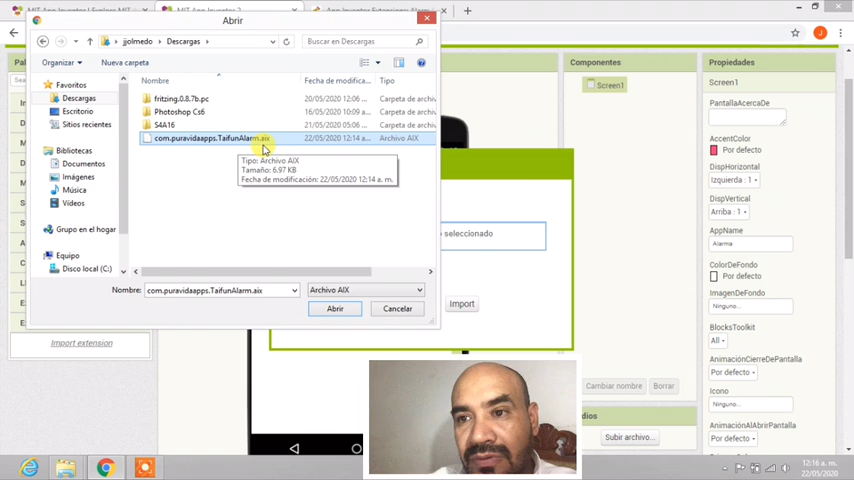 MIT App Inventor 2
MIT App Inventor Extensions: Alarm
Abrir
jjolmedo
Descargas
Buscar en Descargas
Organizar
Nueva carpeta
Nombre
Fecha de modifica...
Tipo
Favoritos
Descargas
Escritorio
Sitios recientes
Bibliotecas
Documentos
Imágenes
Música
Vídeos
Grupo en el hogar
Equipo
Disco local (C:)
fritzing.0.8.7b.pc
20/05/2020 12:06 ...
Carpeta de archiv
Photoshop Cs6
16/05/2020 10:09 a...
Carpeta de archiv
S4A16
21/05/2020 05:06 ...
Carpeta de archiv
com.puravidaapps.TaifunAlarm.aix
22/05/2020 12:14 a...
Archivo AIX
Tipo: Archivo AIX
Tamaño: 6.97 KB
Fecha de modificación: 22/05/2020 12:14 a. m.
Nombre:
com.puravidaapps.TaifunAlarm.aix
Archivo AIX
Abrir
Cancelar
seleccionado
Import
Import extension
Componentes
Screen1
Cambiar nombre
Borrar
Subir archivo...
Propiedades
Screen1
PantallaAcercaDe
AccentColor
Por defecto
DispHorizontal
Izquierda : 1
DispVertical
Arriba : 1
AppName
Alarma
ColorDeFondo
Por defecto
ImagenDeFondo
Ninguno...
BlocksToolkit
All
AnimaciónCierreDePantalla
Por defecto
Icono
Ninguno...
AnimaciónAlAbrirPantalla
Por defecto
12:16 a. m.
22/05/2020